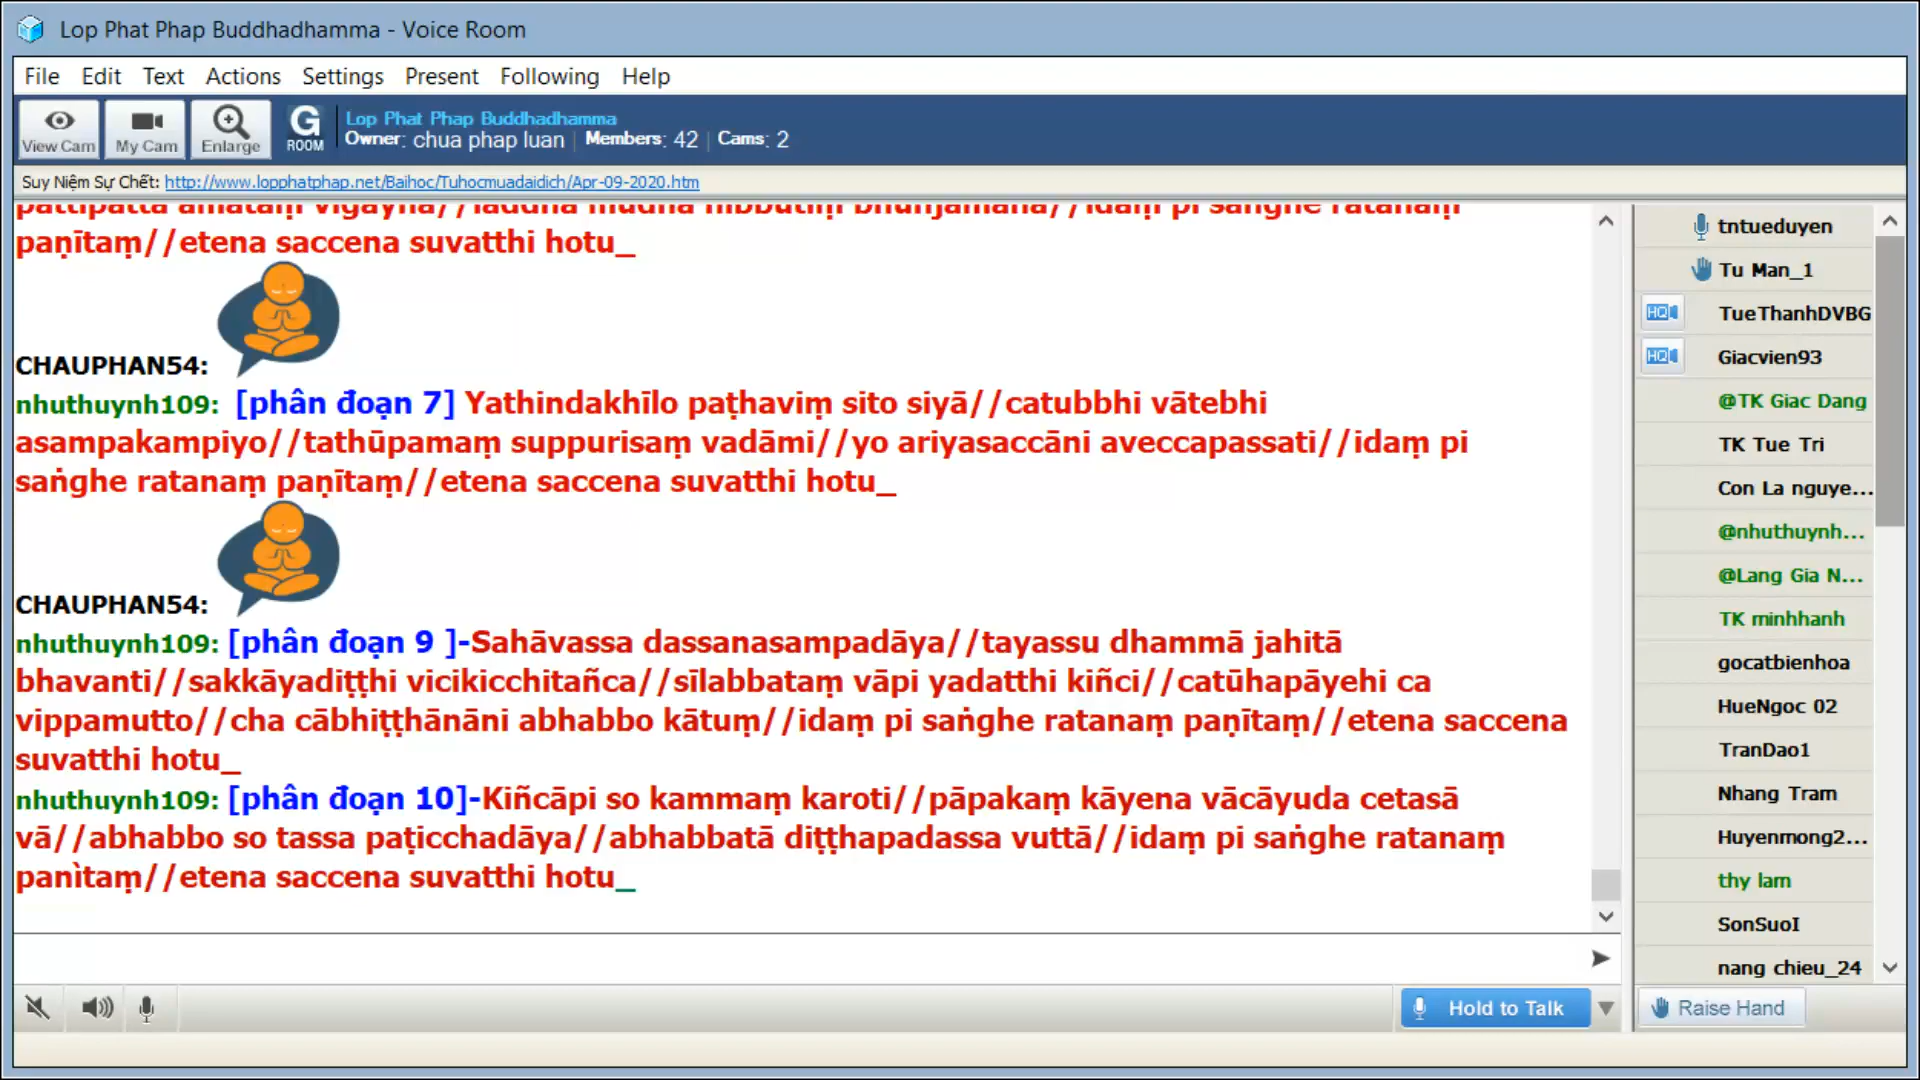 Lop Phat Phap Buddhadhamma - Voice Room
File Edit Text Actions Settings Present Following Help
View Cam My Cam Enlarge G ROOM
Lop Phat Phap Buddhadhamma
Owner: chua phap luan | Members: 42 | Cams: 2
Suy Niệm Sự Chết: http://www.lopphatphap.net/Baihoc/Tuhocmuadaidich/Apr-09-2020.htm
paṇītaṃ//etena saccena suvatthi hotu_
CHAUPHAN54:
nhuthuynh109: [phân đoạn 7] Yathindakhīlo paṭhaviṃ sito siyā//catubbhi vātebhi
asampakampiyo//tathūpamaṃ suppurisaṃ vadāmi//yo ariyasaccāni aveccapassati//idaṃ pi
saṅghe ratanaṃ paṇītaṃ//etena saccena suvatthi hotu_
CHAUPHAN54:
nhuthuynh109: [phân đoạn 9 ]-Sahāvassa dassanasampadāya//tayassu dhammā jahitā
bhavanti//sakkāyadiṭṭhi vicikicchitañca//sīlabbataṃ vāpi yadatthi kiñci//catūhapāyehi ca
vippamutto//cha cābhiṭṭhānāni abhabbo kātuṃ//idaṃ pi saṅghe ratanaṃ paṇītaṃ//etena saccena
suvatthi hotu_
nhuthuynh109: [phân đoạn 10]-Kiñcāpi so kammaṃ karoti//pāpakaṃ kāyena vācāyuda cetasā
vā//abhabbo so tassa paṭicchadāya//abhabbatā diṭṭhapadassa vuttā//idaṃ pi saṅghe ratanaṃ
panìtaṃ//etena saccena suvatthi hotu_
Hold to Talk
tntueduyen
Tu Man_1
HQ TueThanhDVBG
HQ Giacvien93
@TK Giac Dang
TK Tue Tri
Con La nguye...
@nhuthuynh...
@Lang Gia N...
TK minhhanh
gocatbienhoa
HueNgoc 02
TranDao1
Nhang Tram
Huyenmong2...
thy lam
SonSuoI
nang chieu_24
Raise Hand